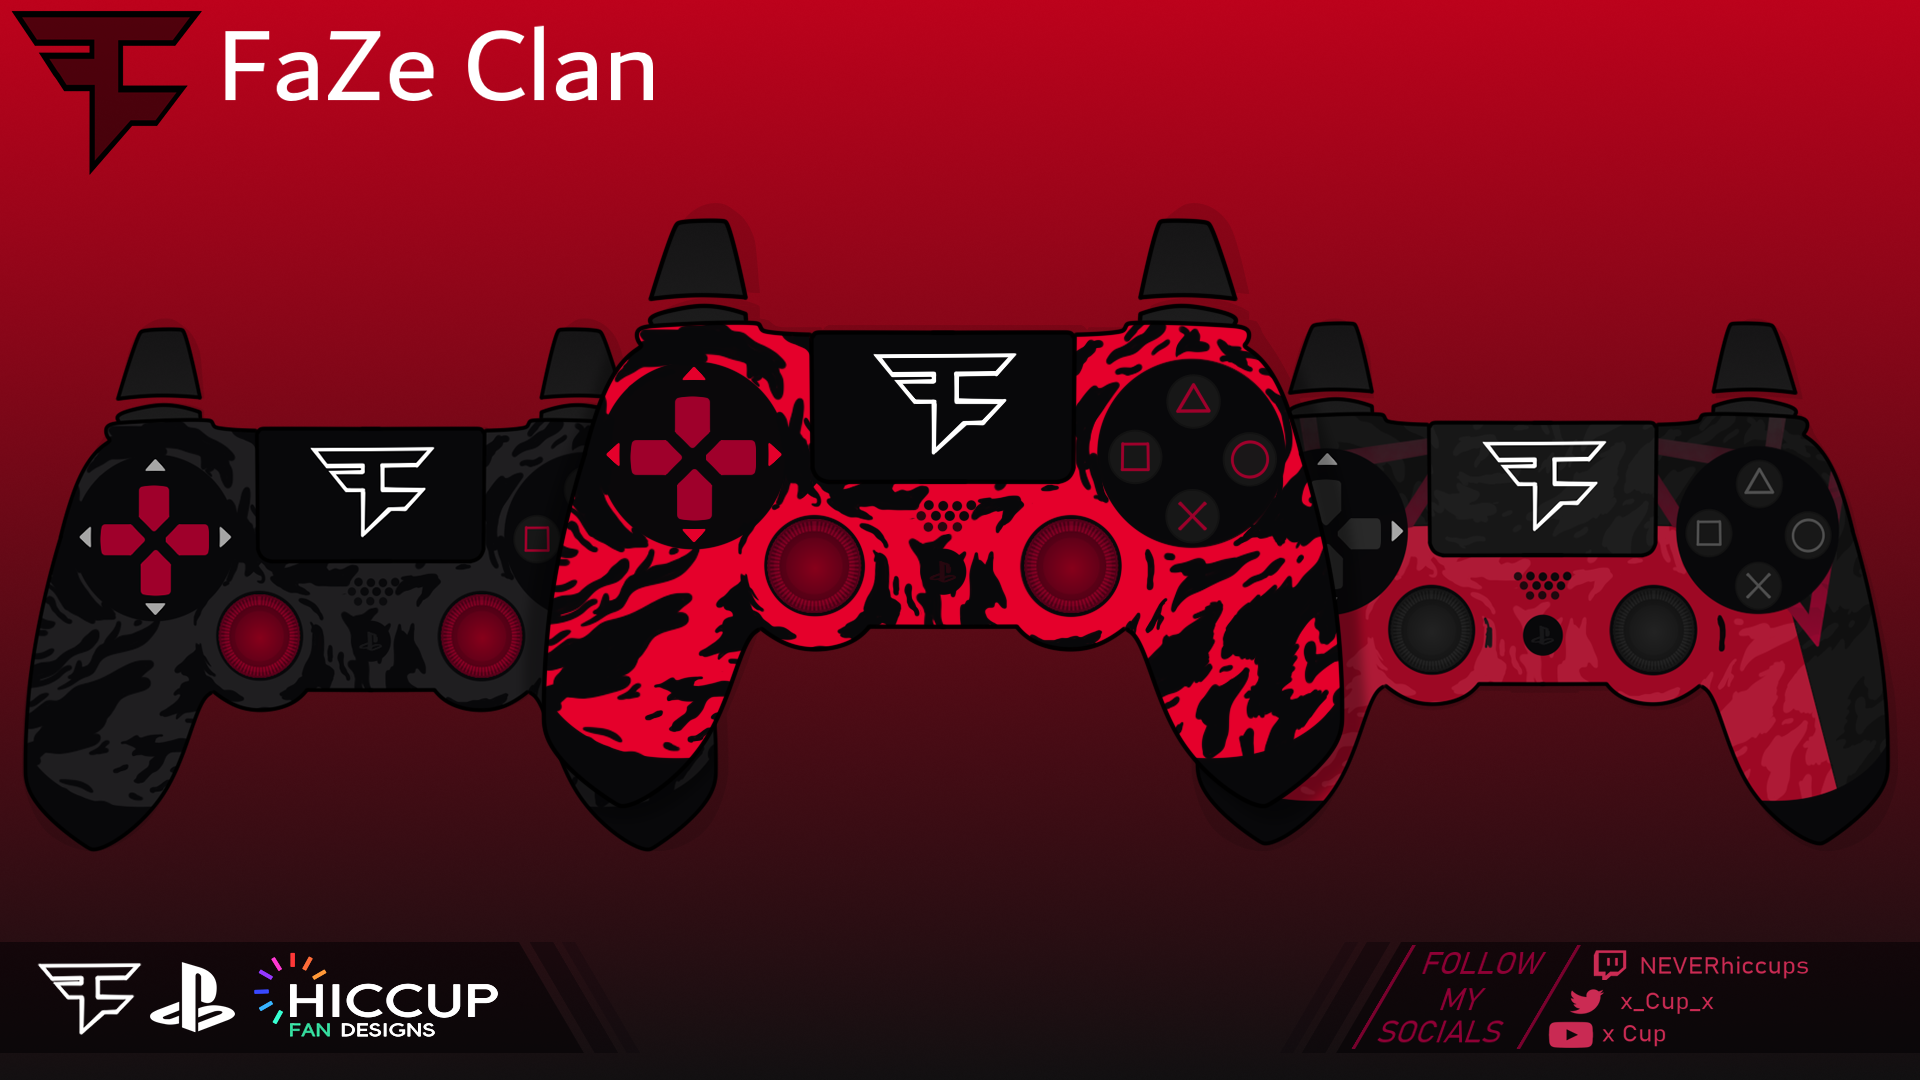 FaZe Clan
HICCUP
FAN DESIGNS
FOLLOW
MY
SOCIALS
NEVERhiccups
x_Cup_x
x Cup